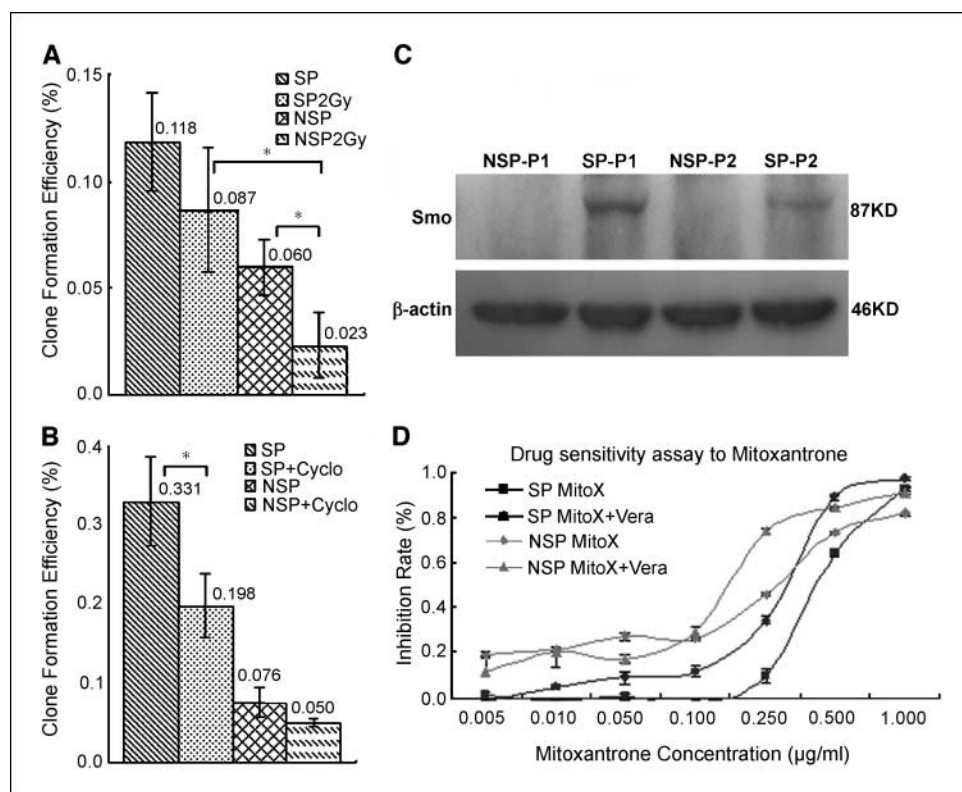 A
Clone Formation Efficiency (%)
0.15
0.10
0.05
0.0
SP
SP2Gy
NSP
NSP2Gy
0.118
0.087
0.060
0.023
*
*
B
Clone Formation Efficiency (%)
0.4
0.3
0.2
0.1
0.0
SP
SP+Cyclo
NSP
NSP+Cyclo
*
0.331
0.198
0.076
0.050
C
NSP-P1 SP-P1 NSP-P2 SP-P2
Smo 87KD
β-actin 46KD
D
Drug sensitivity assay to Mitoxantrone
SP MitoX
SP MitoX+Vera
NSP MitoX
NSP MitoX+Vera
Inhibition Rate (%)
1.0
0.8
0.6
0.4
0.2
0.0
0.005 0.010 0.050 0.100 0.250 0.500 1.000
Mitoxantrone Concentration (µg/ml)